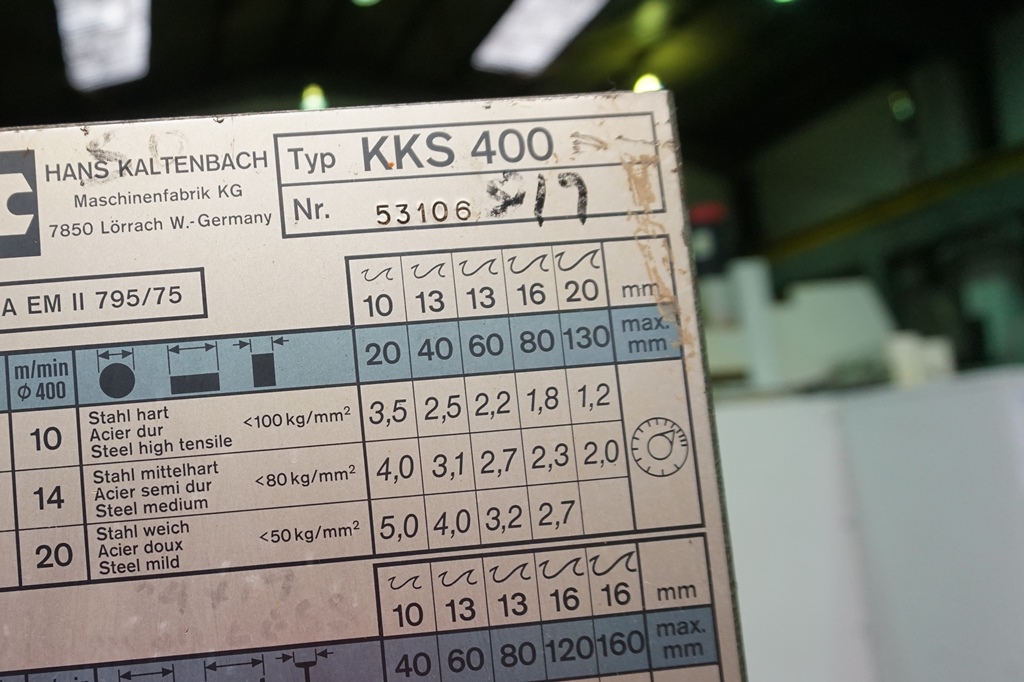 HANS KALTENBACH
Maschinenfabrik KG
7850 Lörrach W.-Germany
Typ KKS 400
Nr. 53106 819
A EM II 795/75
10 13 13 16 20 mm
m/min ø 400 20 40 60 80 130 max. mm
10 Stahl hart Acier dur Steel high tensile <100 kg/mm² 3,5 2,5 2,2 1,8 1,2
14 Stahl mittelhart Acier semi dur Steel medium <80 kg/mm² 4,0 3,1 2,7 2,3 2,0
20 Stahl weich Acier doux Steel mild <50 kg/mm² 5,0 4,0 3,2 2,7
10 13 13 16 16 mm
40 60 80 120 160 max. mm